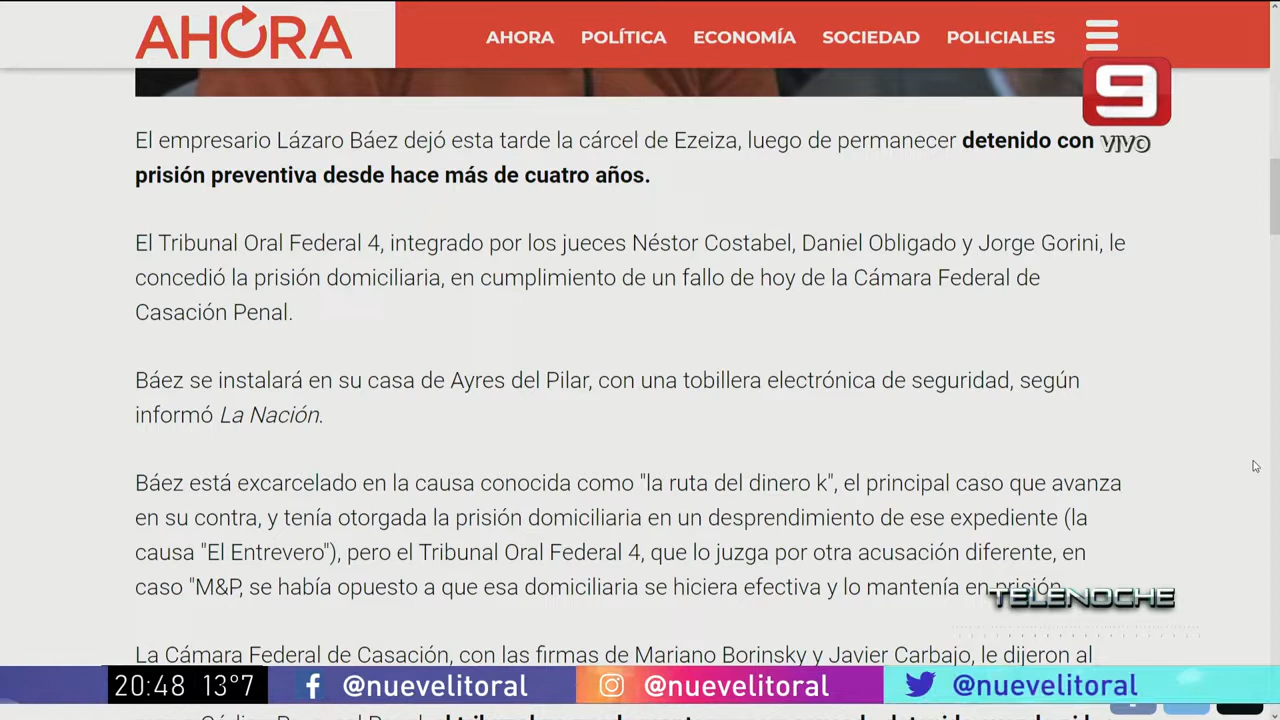 AHORA
AHORA POLÍTICA ECONOMÍA SOCIEDAD POLICIALES
9
VIVO
El empresario Lázaro Báez dejó esta tarde la cárcel de Ezeiza, luego de permanecer detenido con
prisión preventiva desde hace más de cuatro años.
El Tribunal Oral Federal 4, integrado por los jueces Néstor Costabel, Daniel Obligado y Jorge Gorini, le
concedió la prisión domiciliaria, en cumplimiento de un fallo de hoy de la Cámara Federal de
Casación Penal.
Báez se instalará en su casa de Ayres del Pilar, con una tobillera electrónica de seguridad, según
informó La Nación.
Báez está excarcelado en la causa conocida como "la ruta del dinero k", el principal caso que avanza
en su contra, y tenía otorgada la prisión domiciliaria en un desprendimiento de ese expediente (la
causa "El Entrevero"), pero el Tribunal Oral Federal 4, que lo juzga por otra acusación diferente, en
caso "M&P, se había opuesto a que esa domiciliaria se hiciera efectiva y lo mantenía en prisión.
TELENOCHE
La Cámara Federal de Casación, con las firmas de Mariano Borinsky y Javier Carbajo, le dijeron al
20:48 13°7 @nuevelitoral @nuevelitoral @nuevelitoral